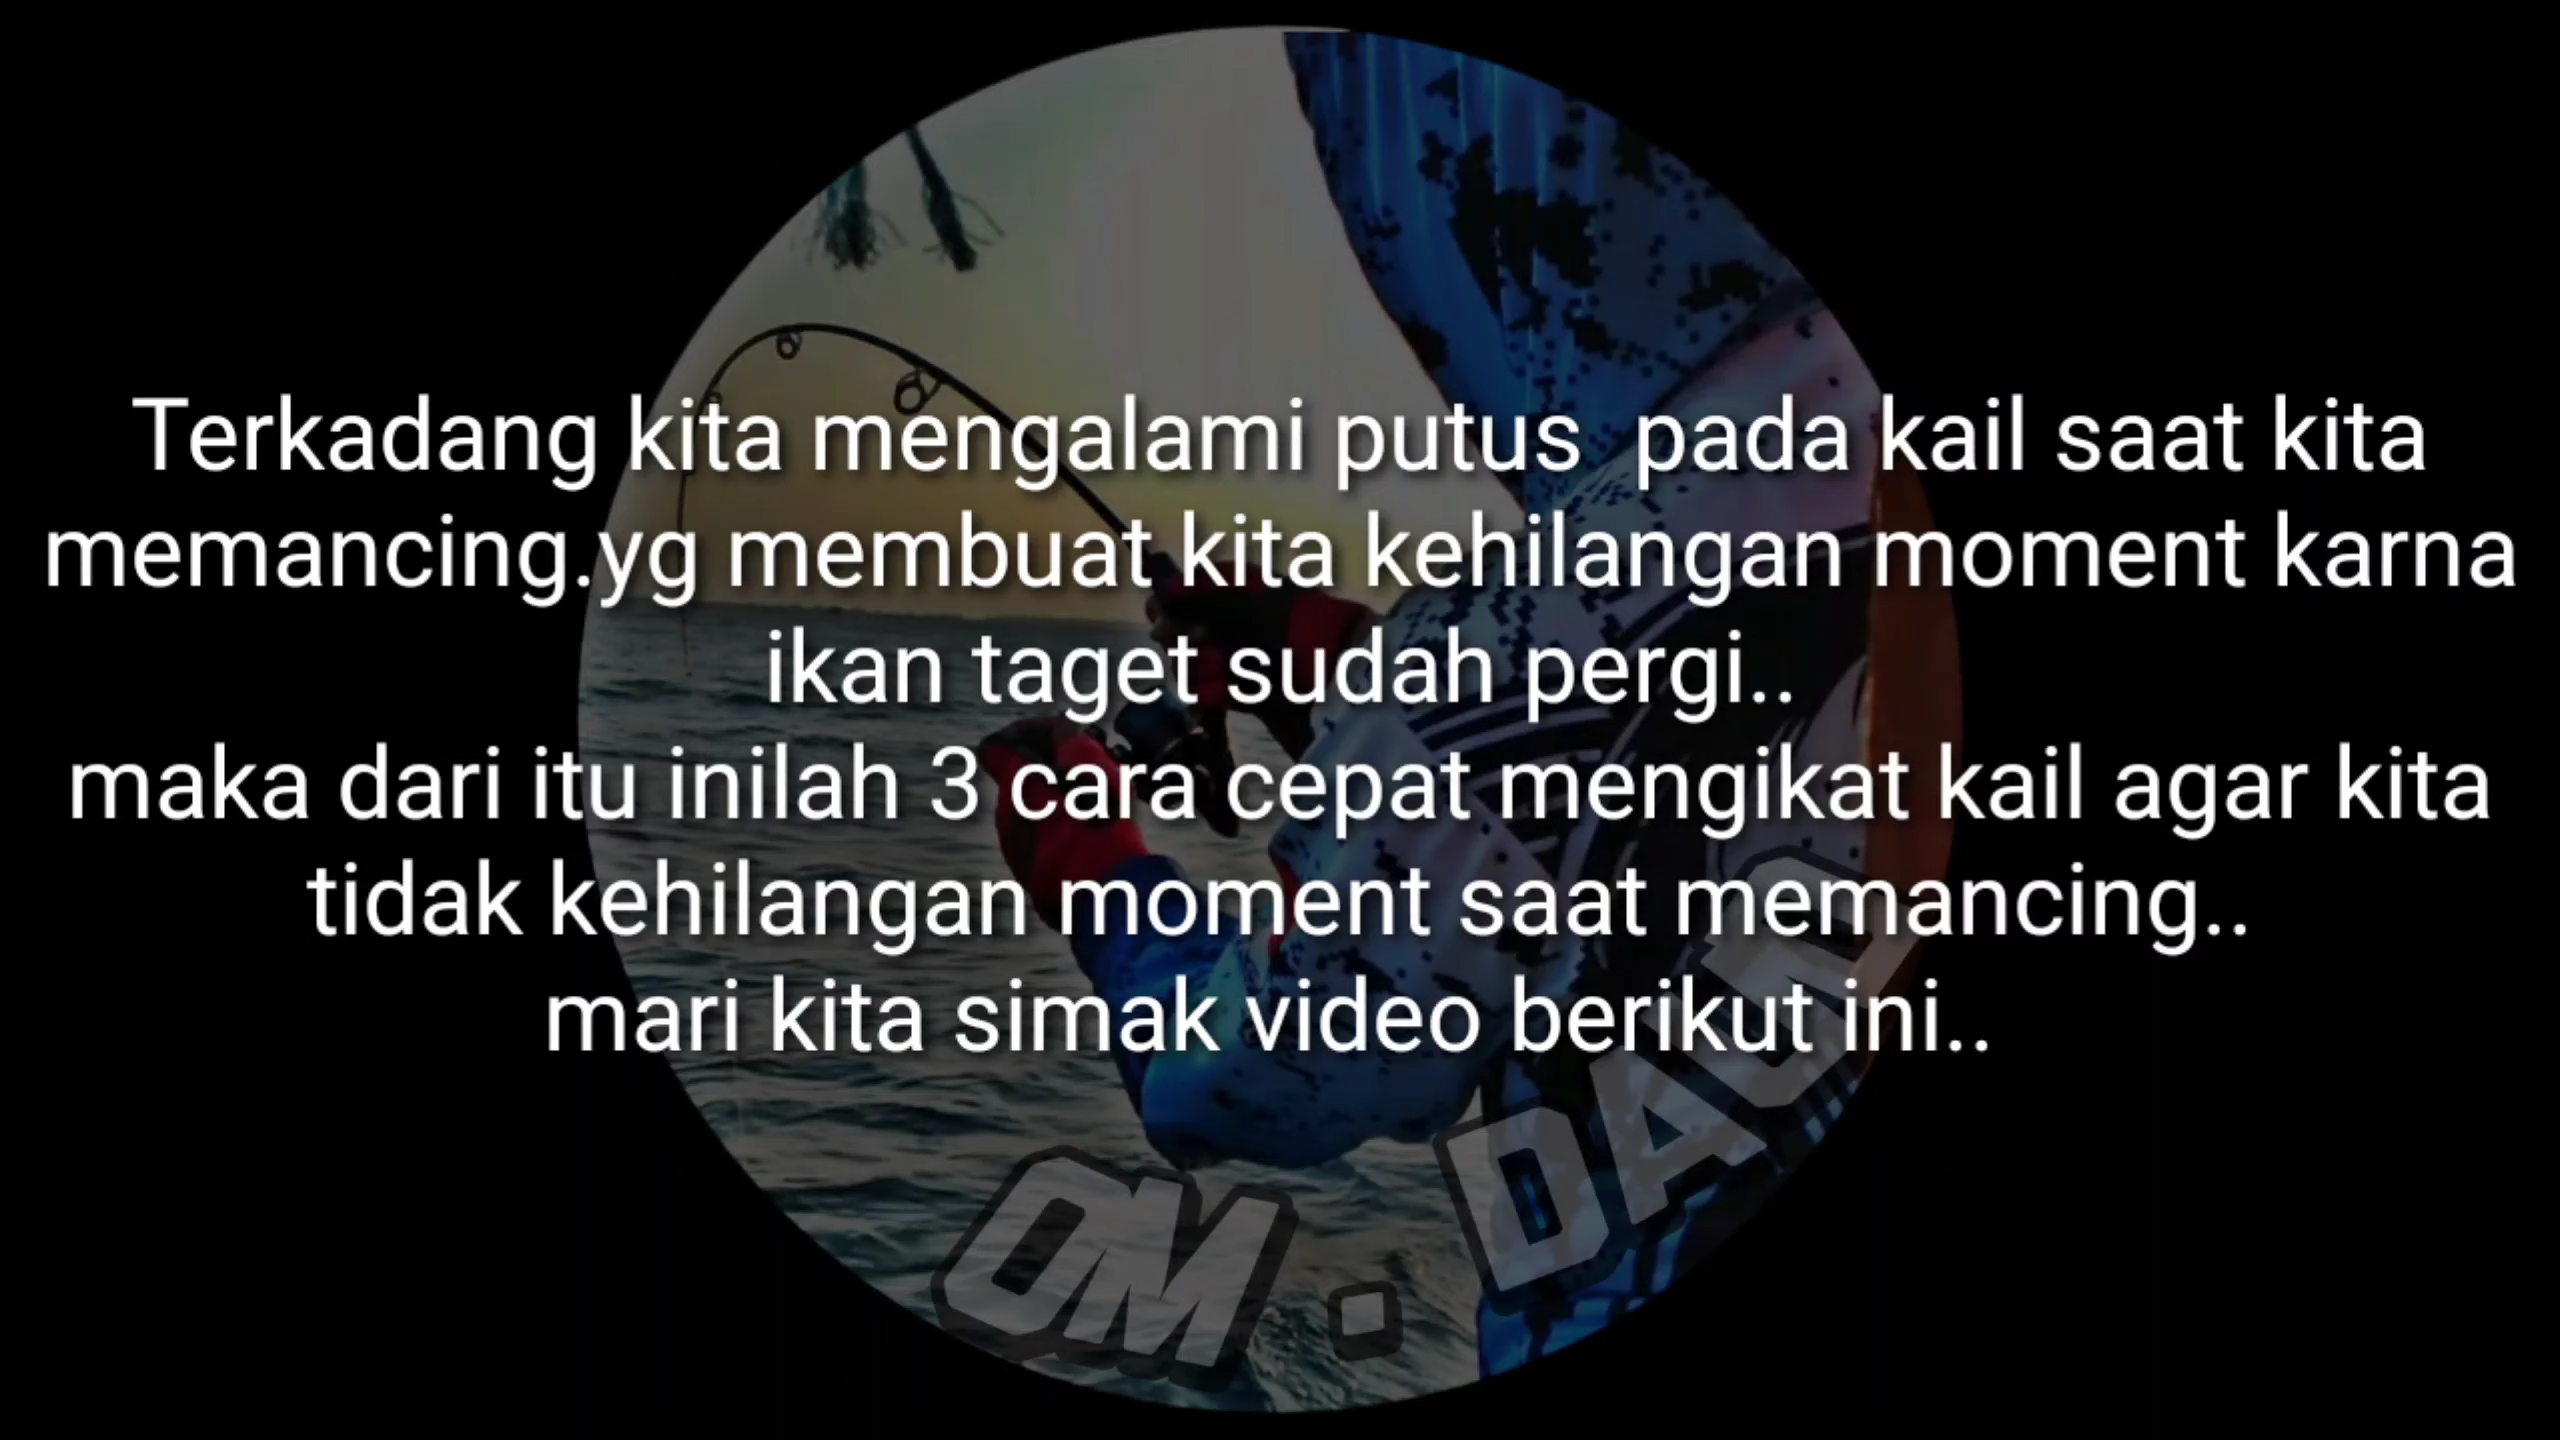 Terkadang kita mengalami putus  pada kail saat kita
memancing.yg membuat kita kehilangan moment karna
ikan taget sudah pergi..
maka dari itu inilah 3 cara cepat mengikat kail agar kita
tidak kehilangan moment saat memancing..
mari kita simak video berikut ini..
OM . DAUN